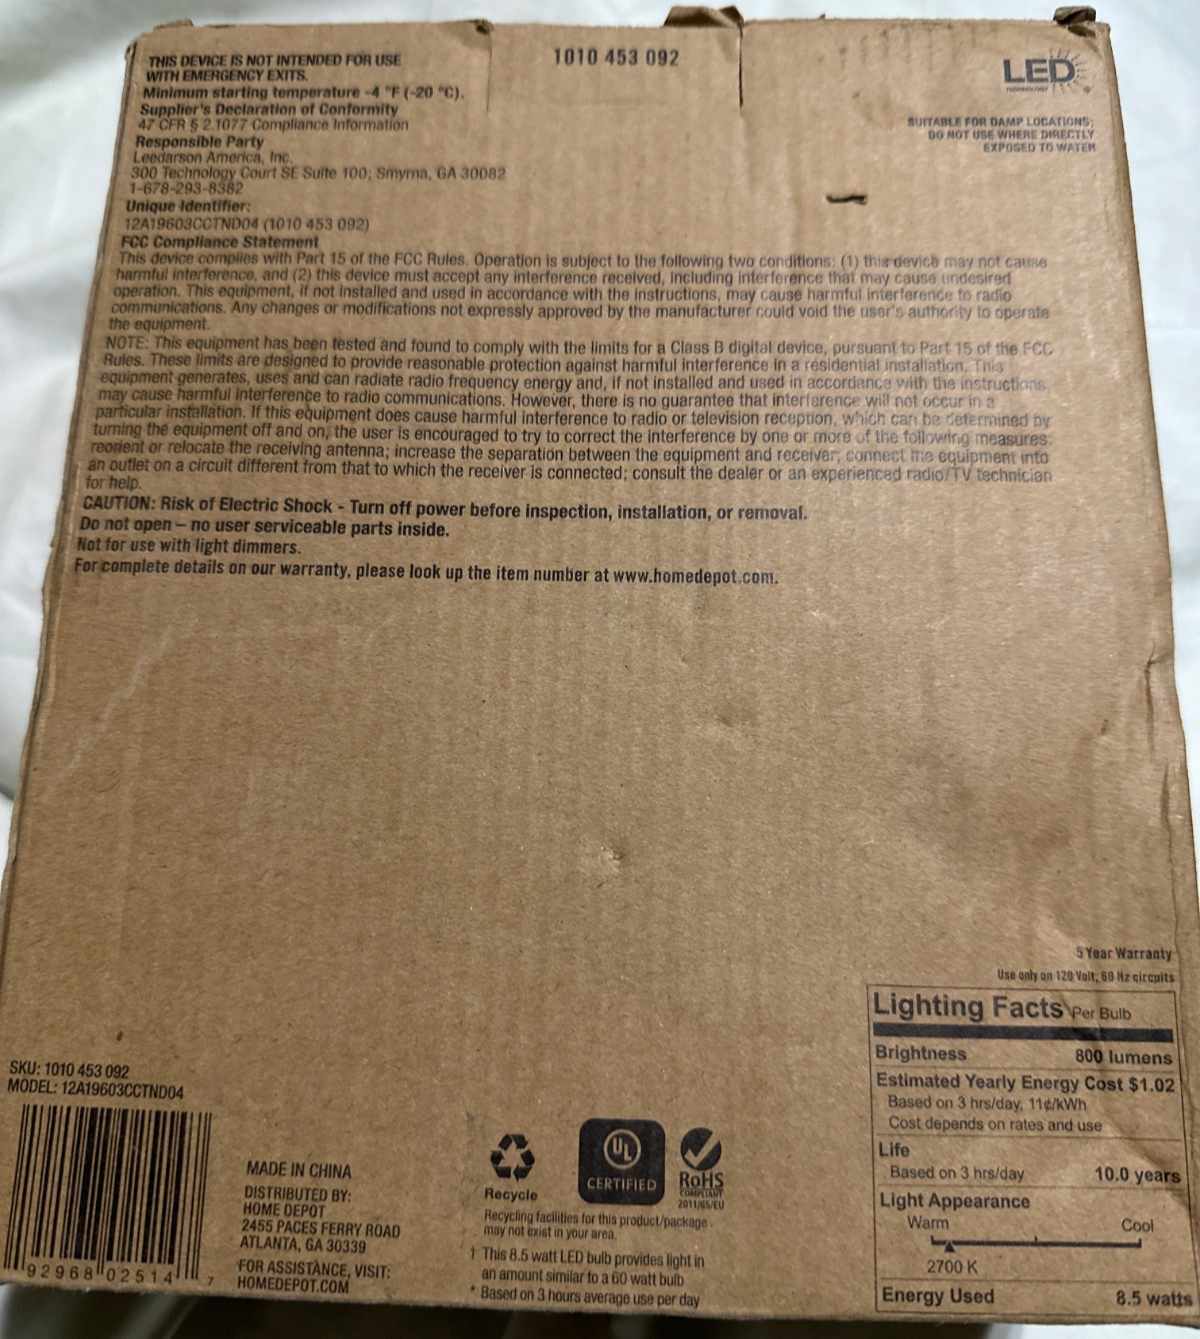 THIS DEVICE IS NOT INTENDED FOR USE
WITH EMERGENCY EXITS.
Minimum starting temperature -4 °F (-20 °C).
Supplier's Declaration of Conformity
47 CFR § 2.1077 Compliance Information
Responsible Party
Leedarson America, Inc.
300 Technology Court SE Suite 100, Smyrna, GA 30082
1-678-293-8382
Unique Identifier:
12A19603CCTND04 (1010 453 092)
FCC Compliance Statement
This device complies with Part 15 of the FCC Rules. Operation is subject to the following two conditions: (1) this device may not cause
harmful interference, and (2) this device must accept any interference received, including interference that may cause undesired
operation. This equipment, if not installed and used in accordance with the instructions, may cause harmful interference to radio
communications. Any changes or modifications not expressly approved by the manufacturer could void the user's authority to operate
the equipment.
NOTE: This equipment has been tested and found to comply with the limits for a Class B digital device, pursuant to Part 15 of the FCC
Rules. These limits are designed to provide reasonable protection against harmful interference in a residential installation. This
equipment generates, uses and can radiate radio frequency energy and, if not installed and used in accordance with the instructions,
may cause harmful interference to radio communications. However, there is no guarantee that interference will not occur in a
particular installation. If this equipment does cause harmful interference to radio or television reception, which can be determined by
turning the equipment off and on, the user is encouraged to try to correct the interference by one or more of the following measures:
reorient or relocate the receiving antenna; increase the separation between the equipment and receiver; connect the equipment into
an outlet on a circuit different from that to which the receiver is connected; consult the dealer or an experienced radio/TV technician
for help.
CAUTION: Risk of Electric Shock - Turn off power before inspection, installation, or removal.
Do not open – no user serviceable parts inside.
Not for use with light dimmers.
For complete details on our warranty, please look up the item number at www.homedepot.com.
1010 453 092
LED
TECHNOLOGY
SUITABLE FOR DAMP LOCATIONS;
DO NOT USE WHERE DIRECTLY
EXPOSED TO WATER
SKU: 1010 453 092
MODEL: 12A19603CCTND04
92968 02514 7
MADE IN CHINA
DISTRIBUTED BY:
HOME DEPOT
2455 PACES FERRY ROAD
ATLANTA, GA 30339
FOR ASSISTANCE, VISIT:
HOMEDEPOT.COM
Recycle
UL
CERTIFIED
RoHS
COMPLIANT
2011/65/EU
Recycling facilities for this product/package
may not exist in your area.
† This 8.5 watt LED bulb provides light in
an amount similar to a 60 watt bulb
* Based on 3 hours average use per day
5 Year Warranty
Use only on 120 Volt, 60 Hz circuits
Lighting Facts Per Bulb
Brightness 800 lumens
Estimated Yearly Energy Cost $1.02
Based on 3 hrs/day, 11¢/kWh
Cost depends on rates and use
Life
Based on 3 hrs/day 10.0 years
Light Appearance
Warm Cool
2700 K
Energy Used 8.5 watts